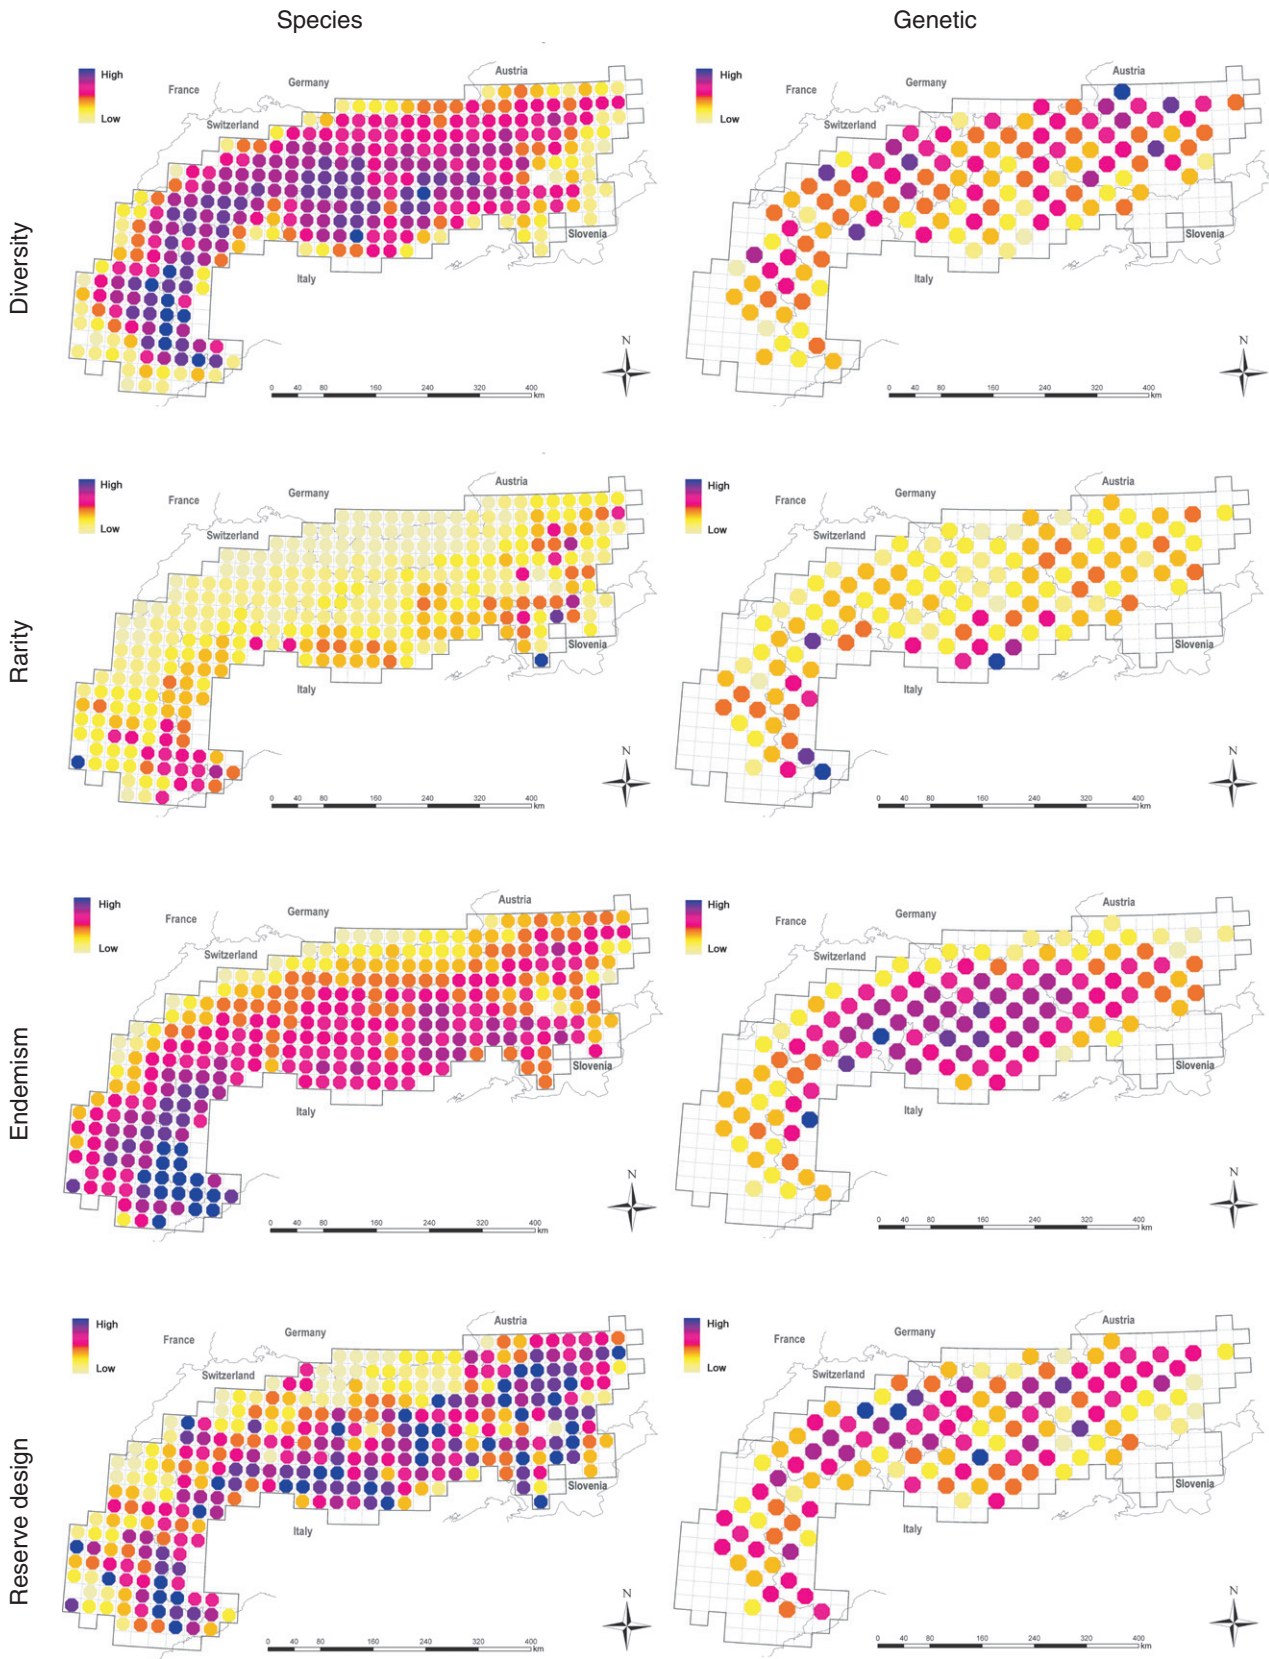 Species
Genetic
Diversity
High
Low
France
Germany
Austria
Switzerland
Italy
Slovenia
N
0 40 80 160 240 320 400
km
High
Low
France
Germany
Austria
Switzerland
Italy
Slovenia
N
0 40 80 160 240 320 400
km
Rarity
High
Low
France
Germany
Austria
Switzerland
Italy
Slovenia
N
0 40 80 160 240 320 400
km
High
Low
France
Germany
Austria
Switzerland
Italy
Slovenia
N
0 40 80 160 240 320 400
km
Endemism
High
Low
France
Germany
Austria
Switzerland
Italy
Slovenia
N
0 40 80 160 240 320 400
km
High
Low
France
Germany
Austria
Switzerland
Italy
Slovenia
N
0 40 80 160 240 320 400
km
Reserve design
High
Low
France
Germany
Austria
Switzerland
Italy
Slovenia
N
0 40 80 160 240 320 400
km
High
Low
France
Germany
Austria
Switzerland
Italy
Slovenia
N
0 40 80 160 240 320 400
km